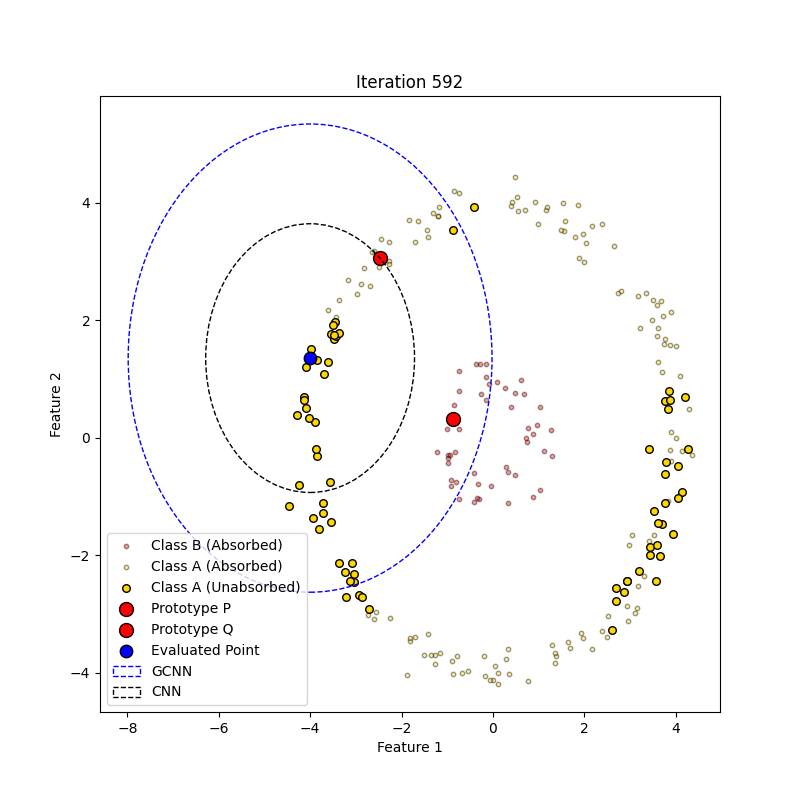 Iteration 592
Feature 2
4
2
0
−2
−4
Class B (Absorbed)
Class A (Absorbed)
Class A (Unabsorbed)
Prototype P
Prototype Q
Evaluated Point
GCNN
CNN
−8 −6 −4 −2 0 2 4
Feature 1